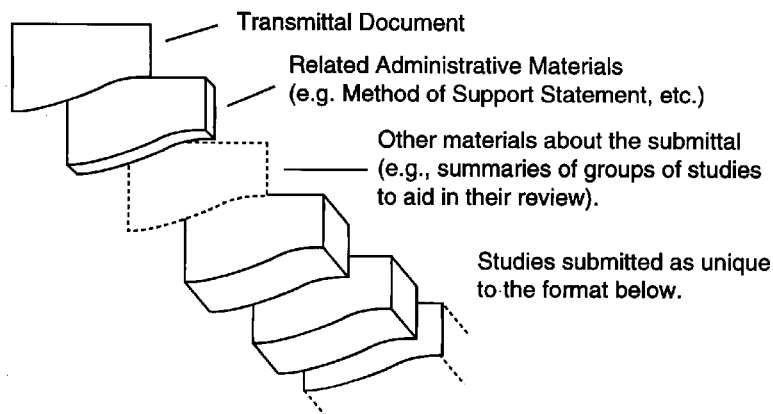 Transmittal Document
Related Administrative Materials
(e.g. Method of Support Statement, etc.)
Other materials about the submittal
(e.g., summaries of groups of studies
to aid in their review).
Studies submitted as unique
to the format below.